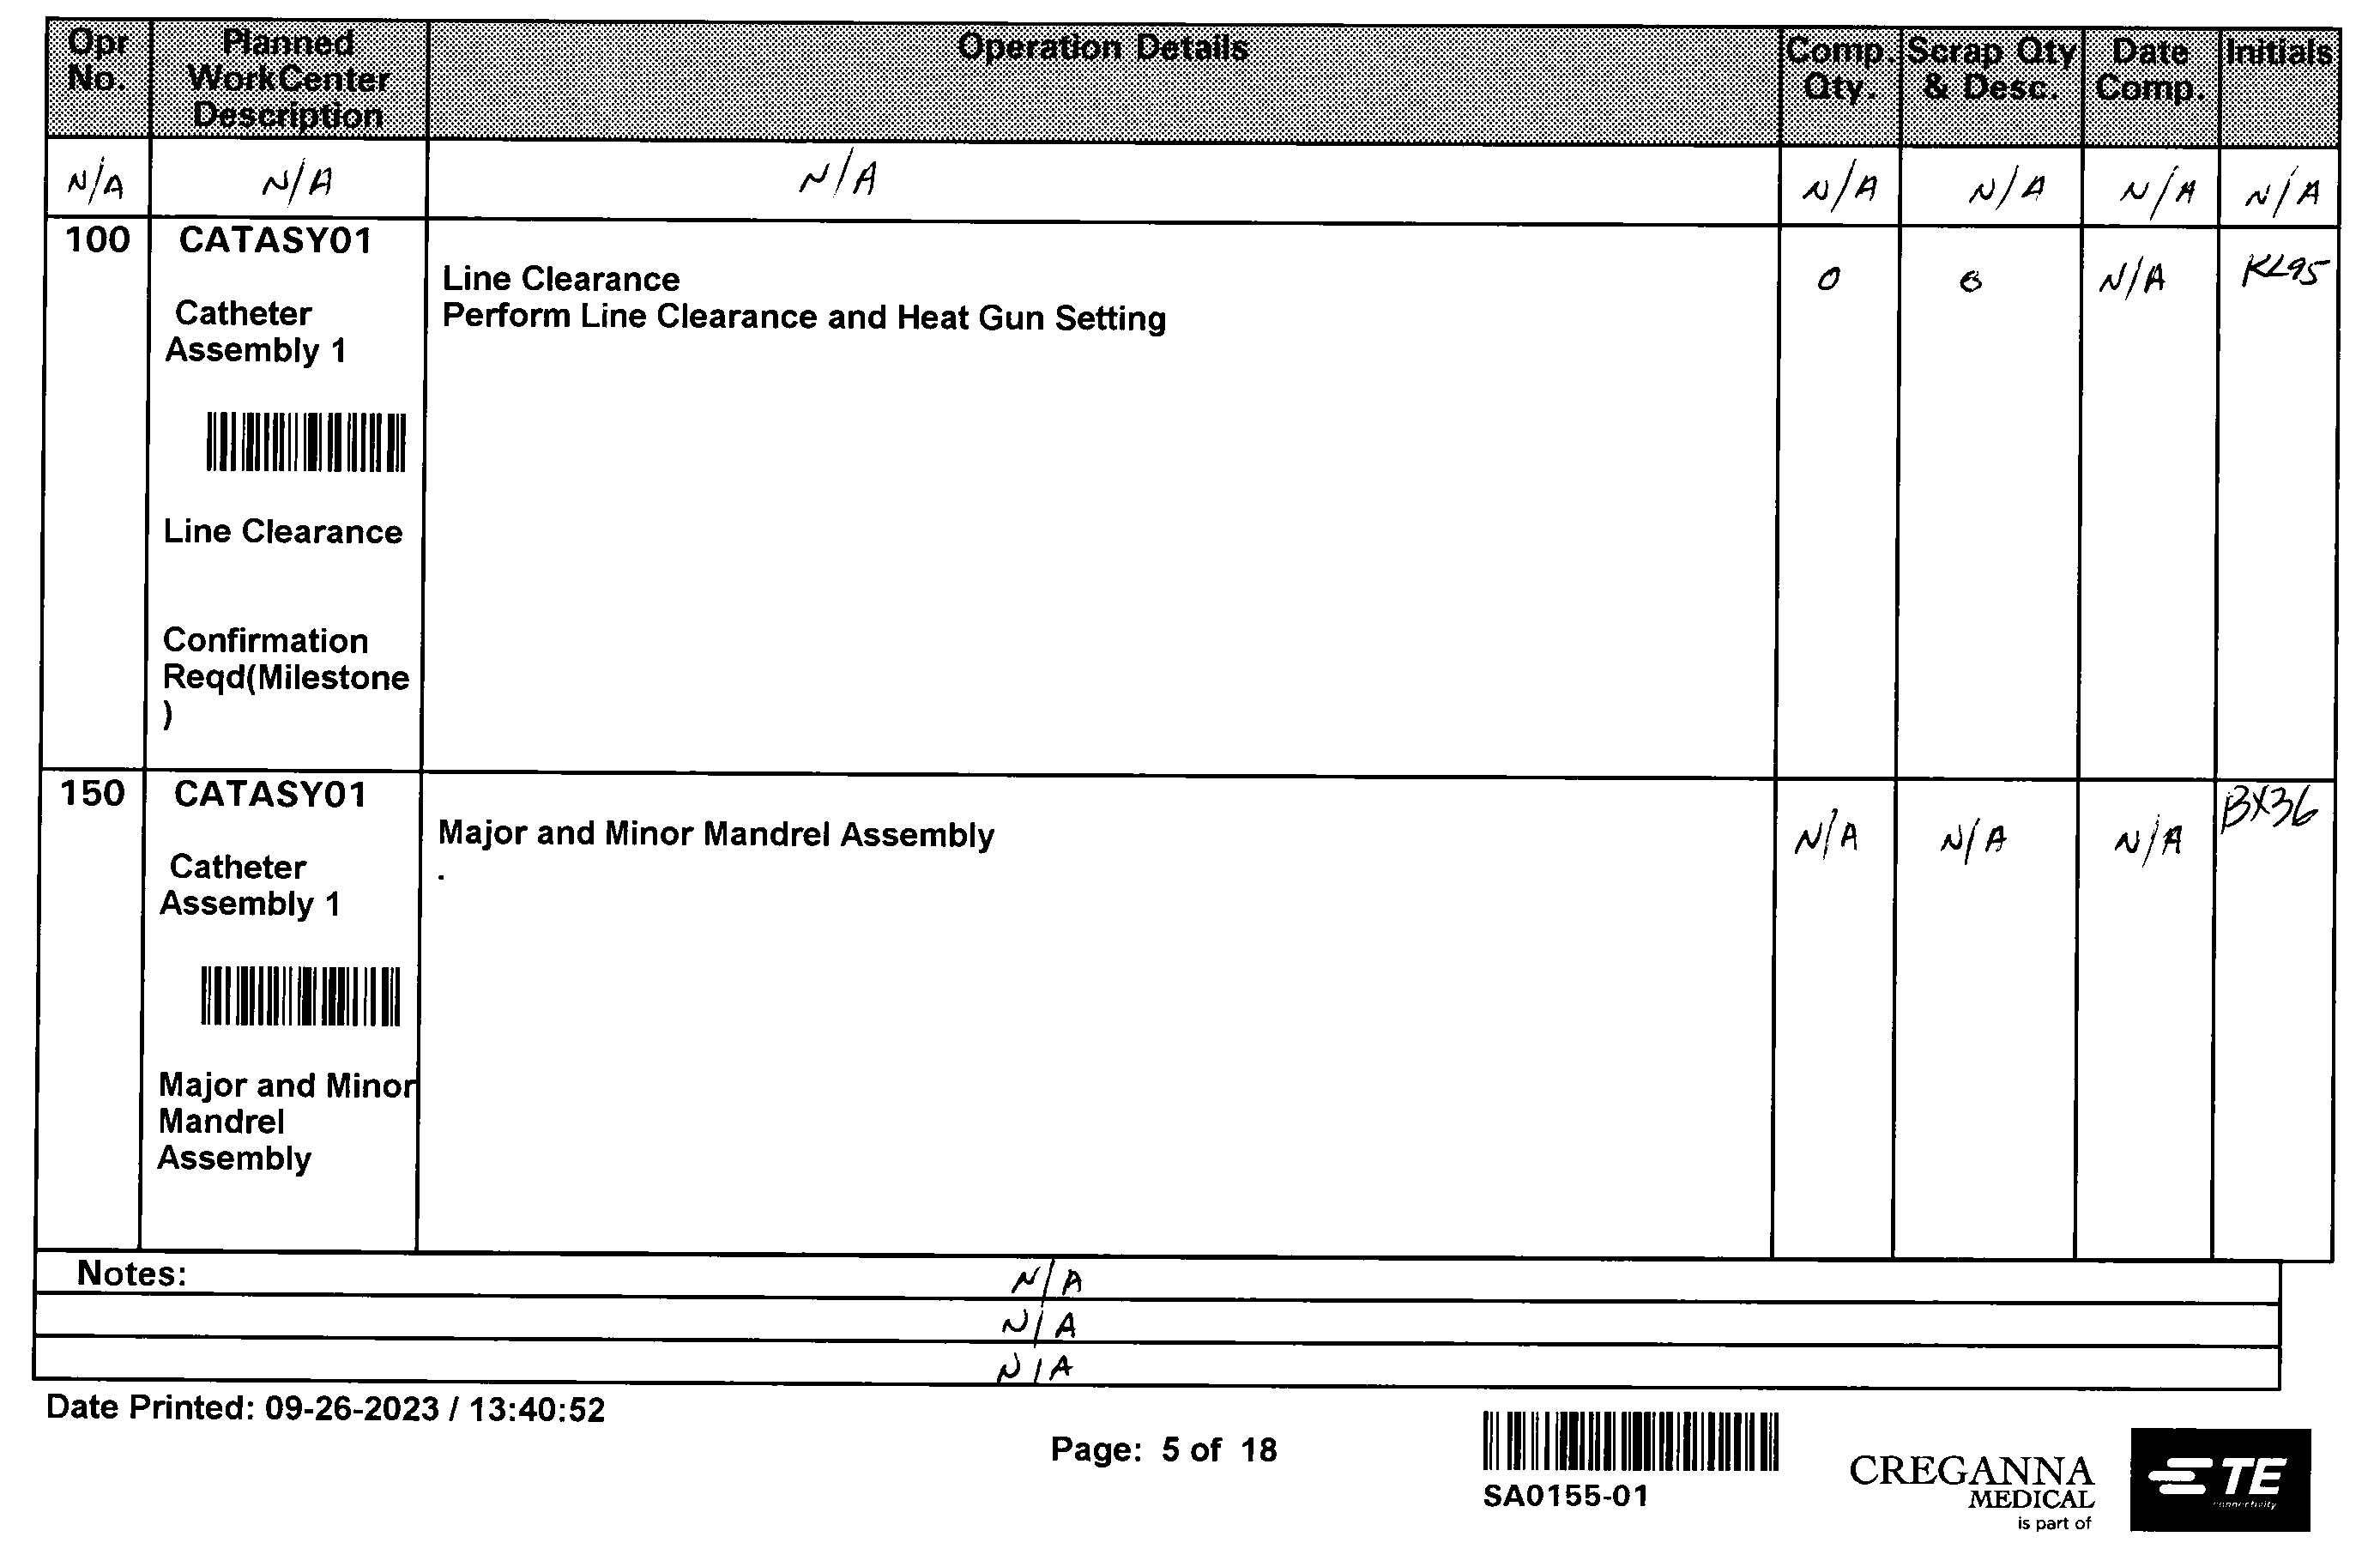 Opr No.
Planned WorkCenter Description
Operation Details
Comp. Qty.
Scrap Qty & Desc.
Date Comp.
Initials
N/A N/A N/A N/A N/A N/A N/A
100 CATASY01
Catheter
Assembly 1
Line Clearance
Confirmation
Reqd(Milestone
)
Line Clearance
Perform Line Clearance and Heat Gun Setting
0 0 N/A KL95
150 CATASY01
Catheter
Assembly 1
Major and Minor
Mandrel
Assembly
Major and Minor Mandrel Assembly
.
N/A N/A N/A BX36
Notes: N/A
N/A
N/A
Date Printed: 09-26-2023 / 13:40:52
Page: 5 of 18
SA0155-01
CREGANNA
MEDICAL
is part of
TE
connectivity